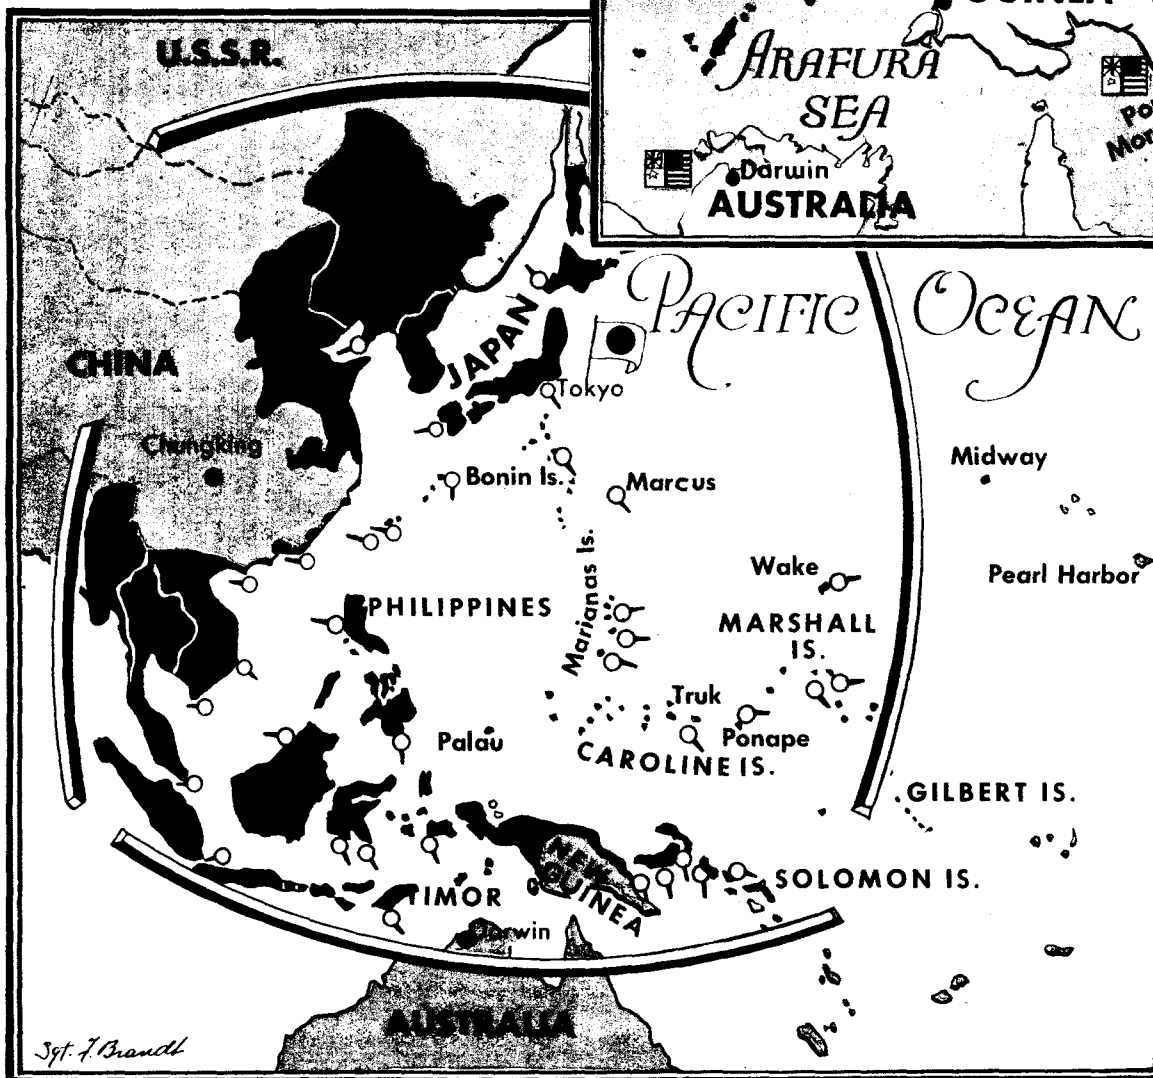 GUINEA
ARAFURA
SEA
Darwin
AUSTRALIA
U.S.S.R.
PACIFIC OCEAN
JAPAN
CHINA
Tokyo
Chungking
Midway
Bonin Is.
Marcus
Marianas Is.
Wake
Pearl Harbor
PHILIPPINES
MARSHALL
IS.
Truk
Palau
Ponape
CAROLINE IS.
GILBERT IS.
NEW
GUINEA
SOLOMON IS.
TIMOR
Darwin
AUSTRALIA
Sgt. F. Brandt